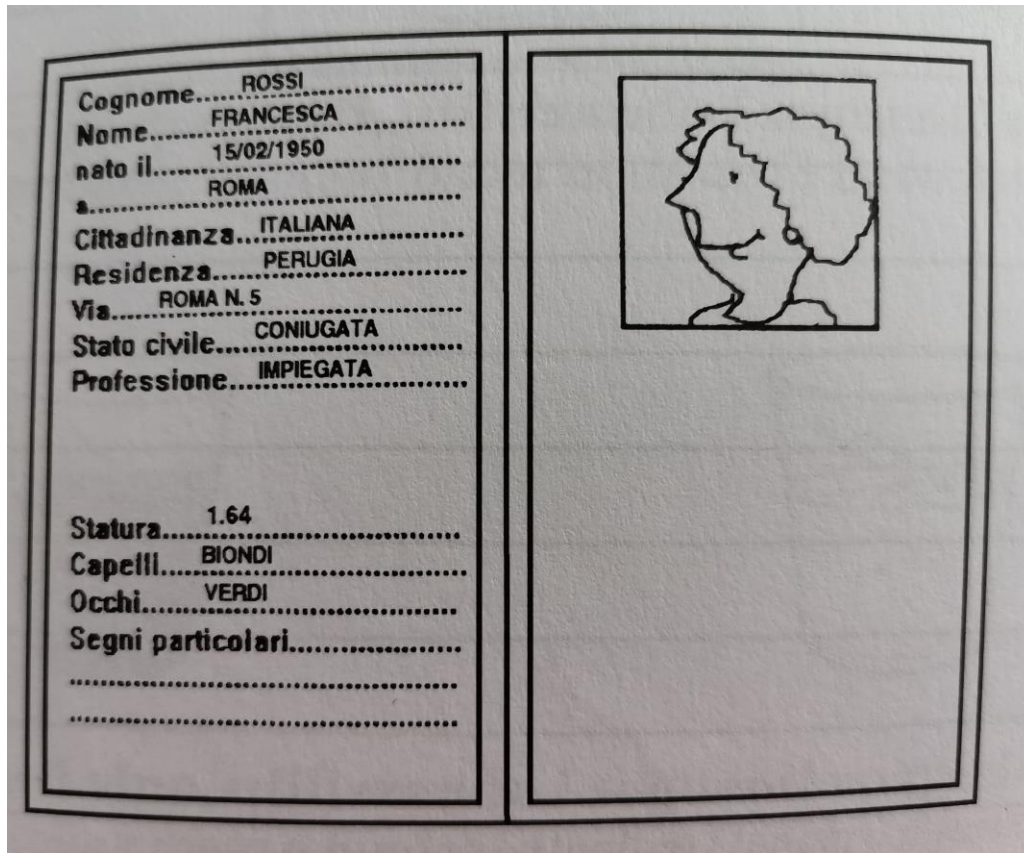 Cognome..... ROSSI
Nome..... FRANCESCA
nato il..... 15/02/1950
a..... ROMA
Cittadinanza... ITALIANA
Residenza..... PERUGIA
Via..... ROMA N. 5
Stato civile..... CONIUGATA
Professione... IMPIEGATA
Statura..... 1.64
Capelli..... BIONDI
Occhi..... VERDI
Segni particolari.....